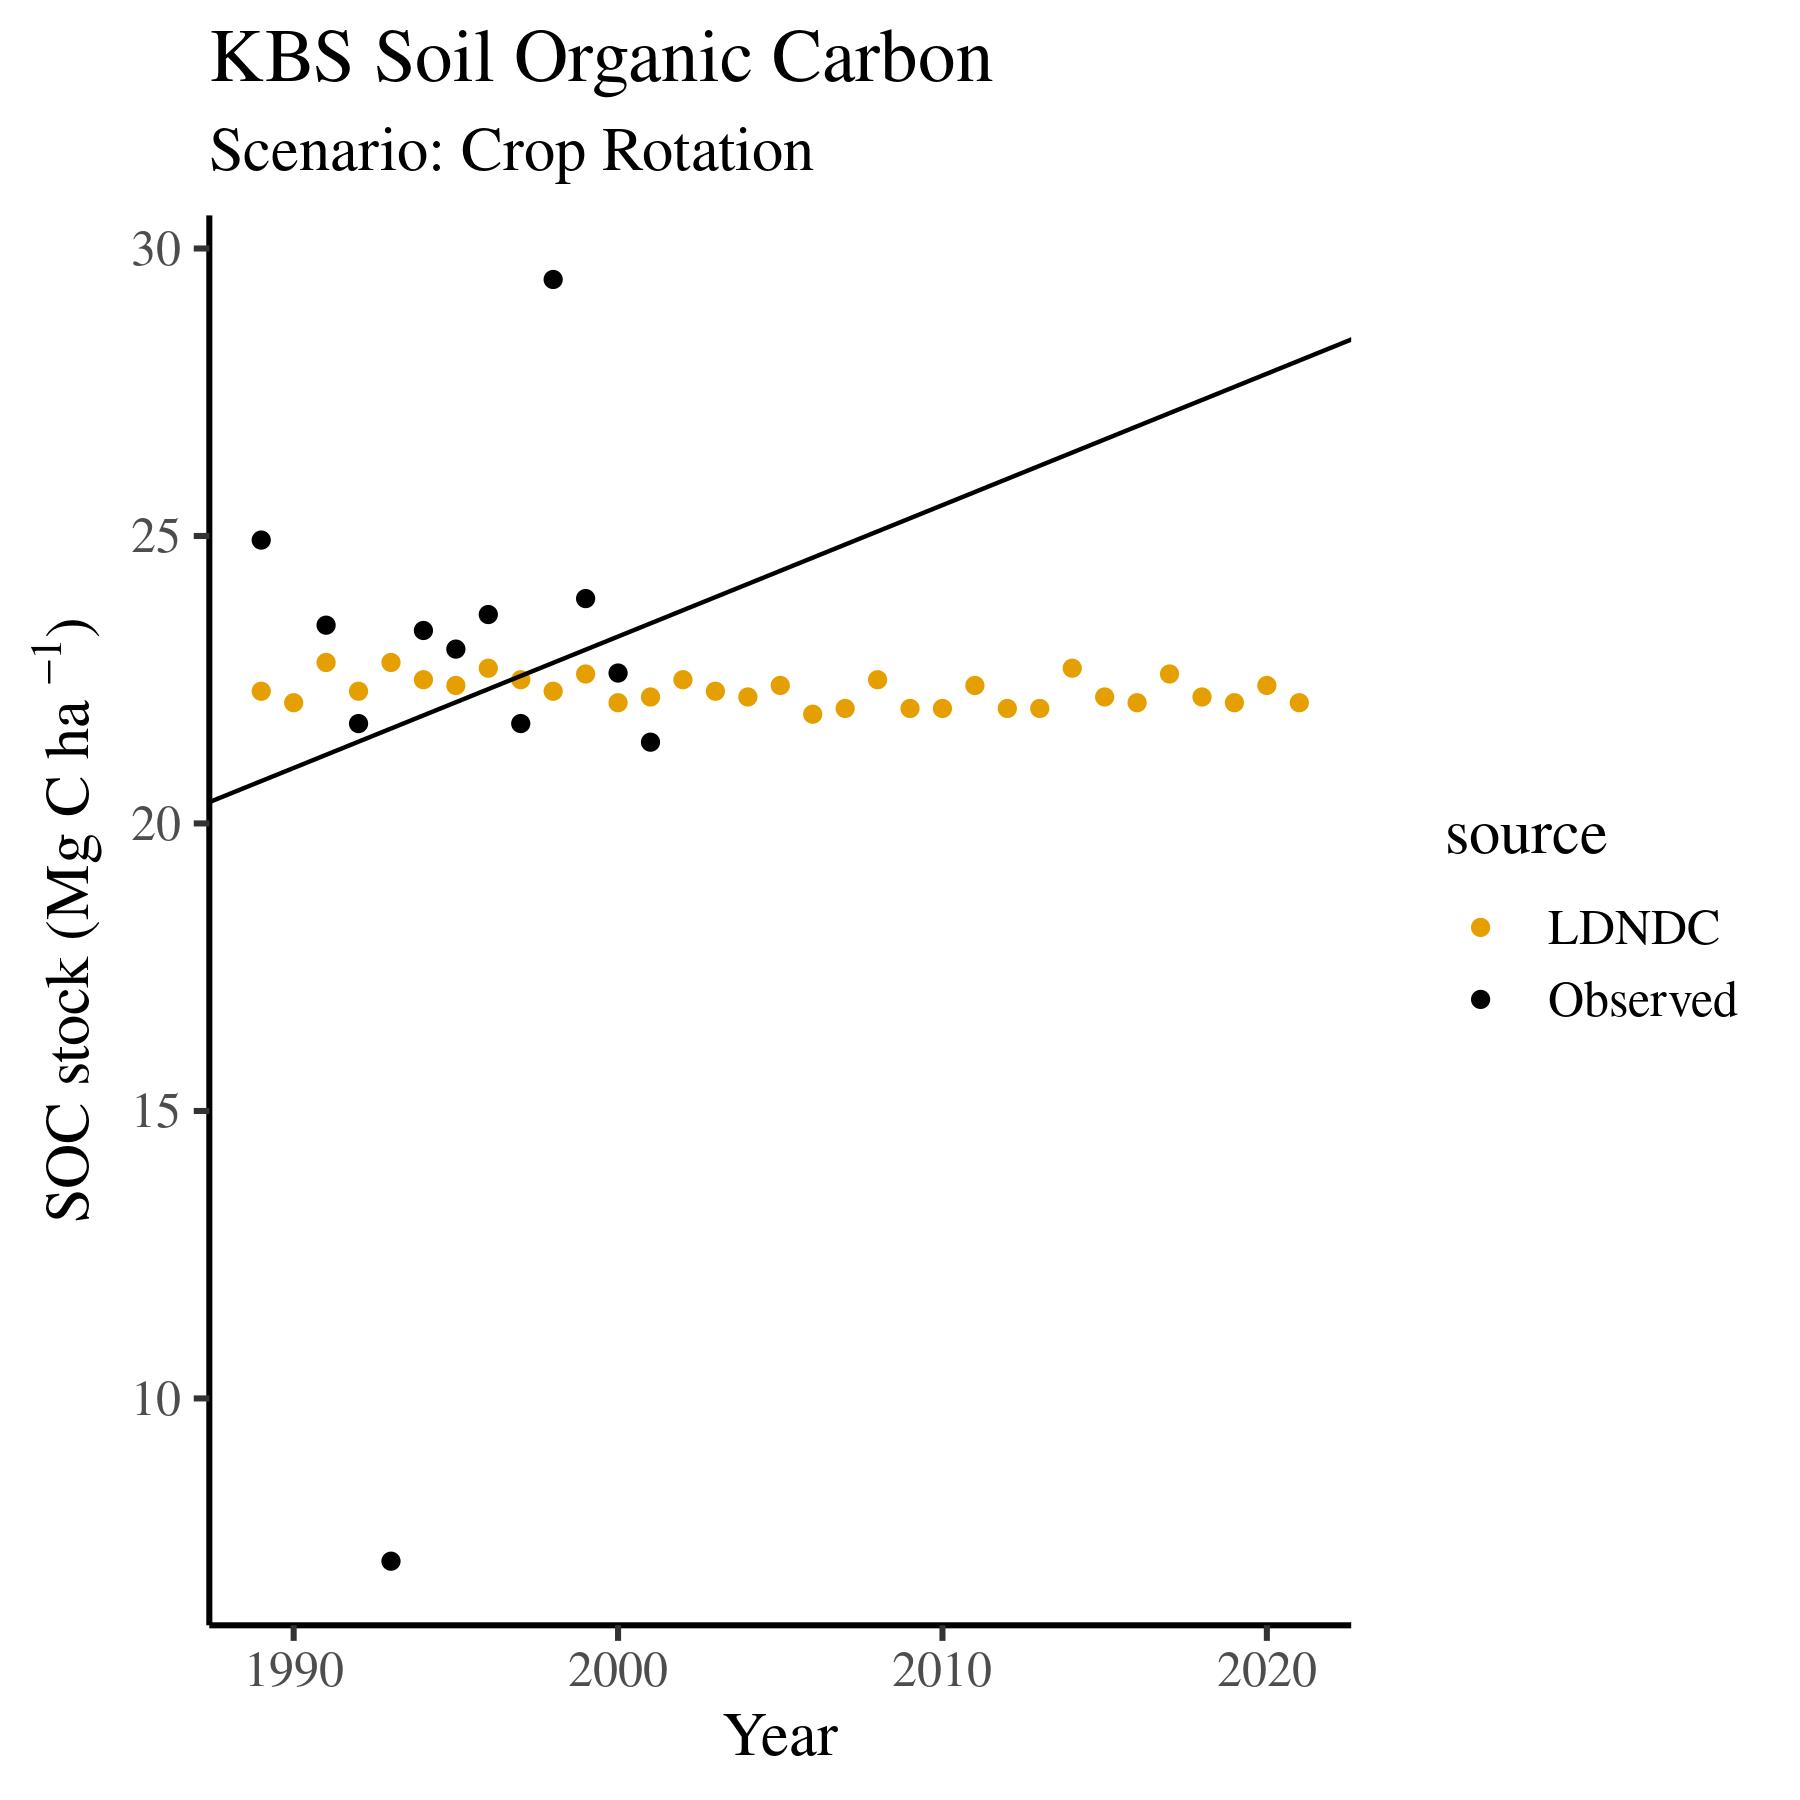 KBS Soil Organic Carbon
Scenario: Crop Rotation
SOC stock (Mg C ha ⁻¹)
30
25
20
15
10
1990 2000 2010 2020
Year
source
LDNDC
Observed